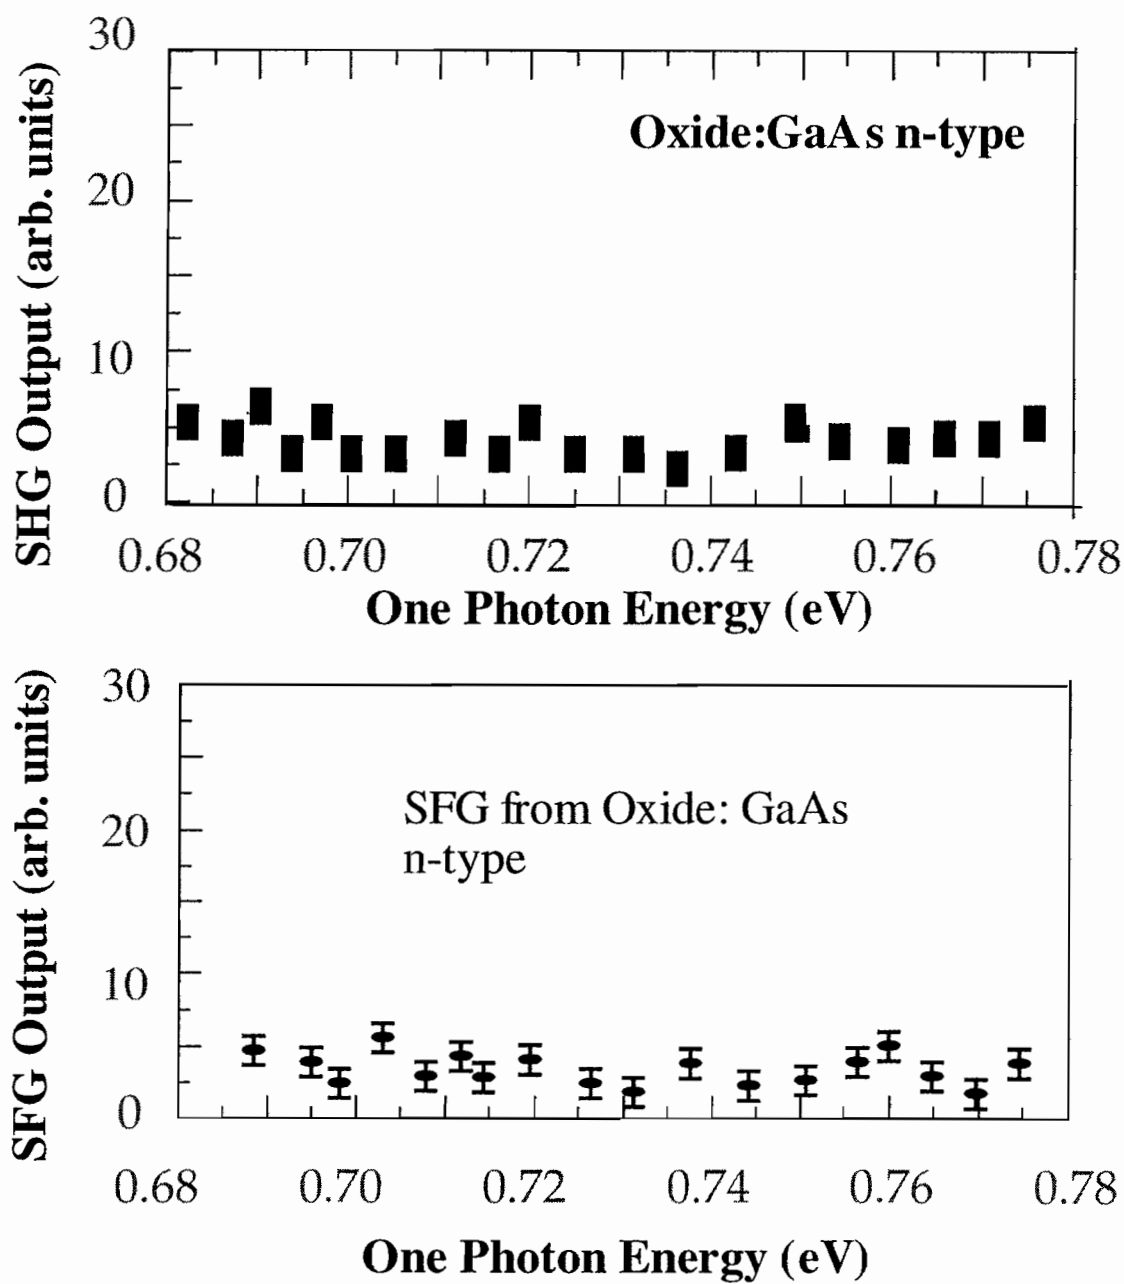 30
Oxide:GaAs n-type
20
10
0
SHG Output (arb. units)
0.68 0.70 0.72 0.74 0.76 0.78
One Photon Energy (eV)
30
SFG from Oxide: GaAs
n-type
20
10
0
SFG Output (arb. units)
0.68 0.70 0.72 0.74 0.76 0.78
One Photon Energy (eV)